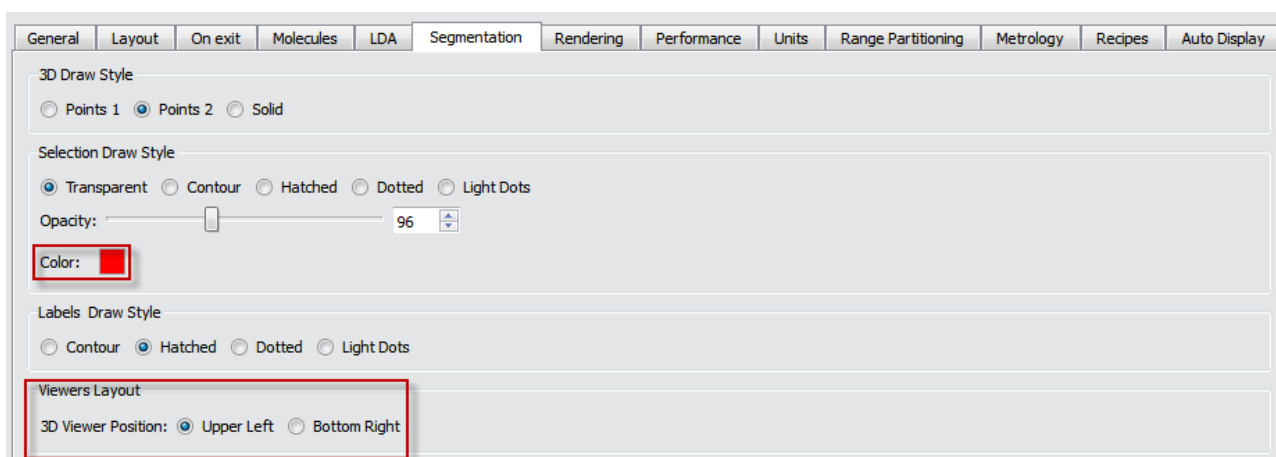 General Layout On exit Molecules LDA Segmentation Rendering Performance Units Range Partitioning Metrology Recipes Auto Display
3D Draw Style
Points 1 Points 2 Solid
Selection Draw Style
Transparent Contour Hatched Dotted Light Dots
Opacity: 96
Color:
Labels Draw Style
Contour Hatched Dotted Light Dots
Viewers Layout
3D Viewer Position: Upper Left Bottom Right